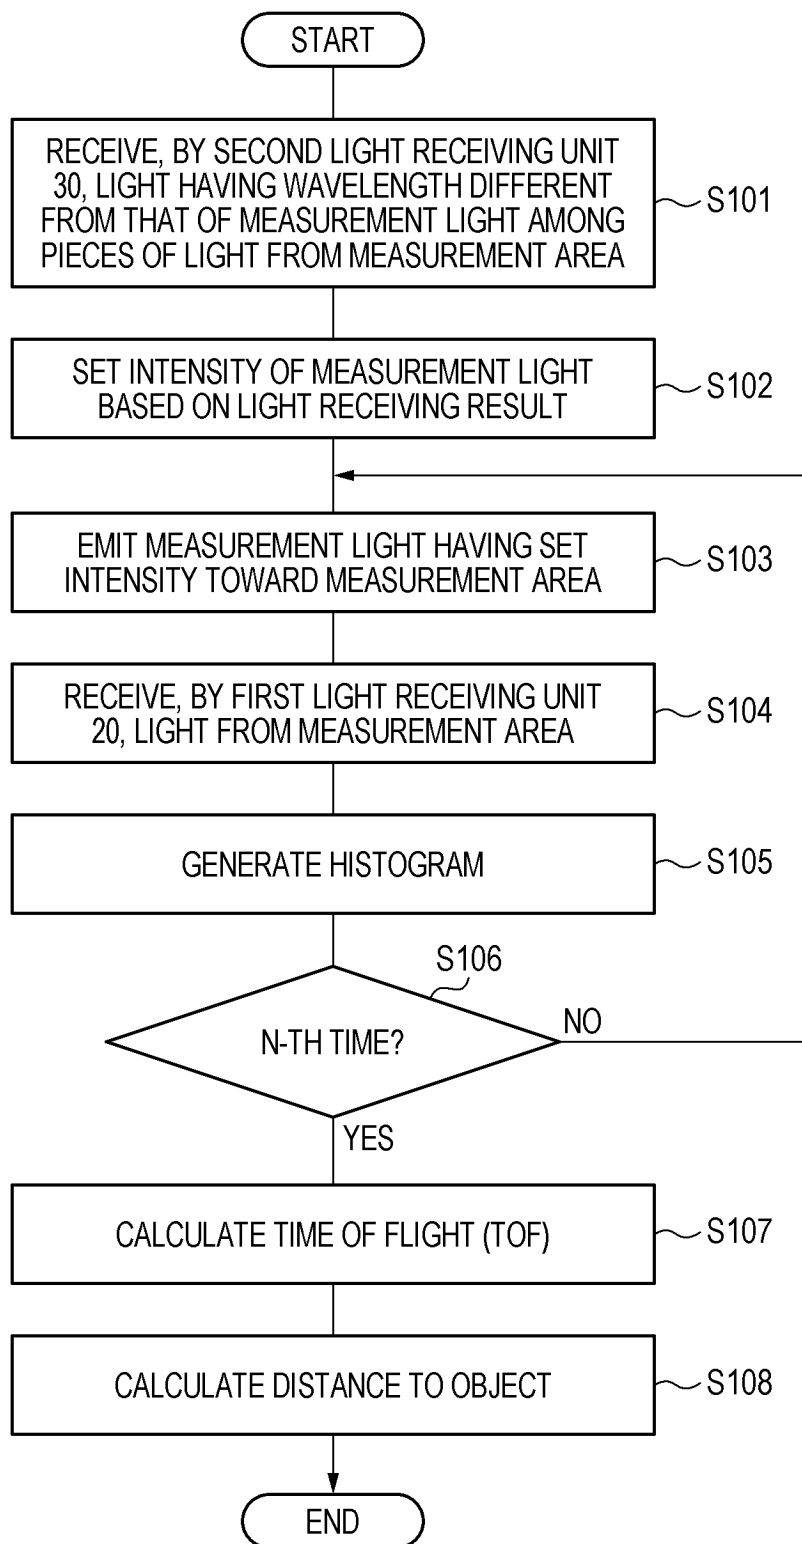 START
RECEIVE, BY SECOND LIGHT RECEIVING UNIT
30, LIGHT HAVING WAVELENGTH DIFFERENT
FROM THAT OF MEASUREMENT LIGHT AMONG
PIECES OF LIGHT FROM MEASUREMENT AREA
S101
SET INTENSITY OF MEASUREMENT LIGHT
BASED ON LIGHT RECEIVING RESULT
S102
EMIT MEASUREMENT LIGHT HAVING SET
INTENSITY TOWARD MEASUREMENT AREA
S103
RECEIVE, BY FIRST LIGHT RECEIVING UNIT
20, LIGHT FROM MEASUREMENT AREA
S104
GENERATE HISTOGRAM
S105
S106
N-TH TIME?
NO
YES
CALCULATE TIME OF FLIGHT (TOF)
S107
CALCULATE DISTANCE TO OBJECT
S108
END